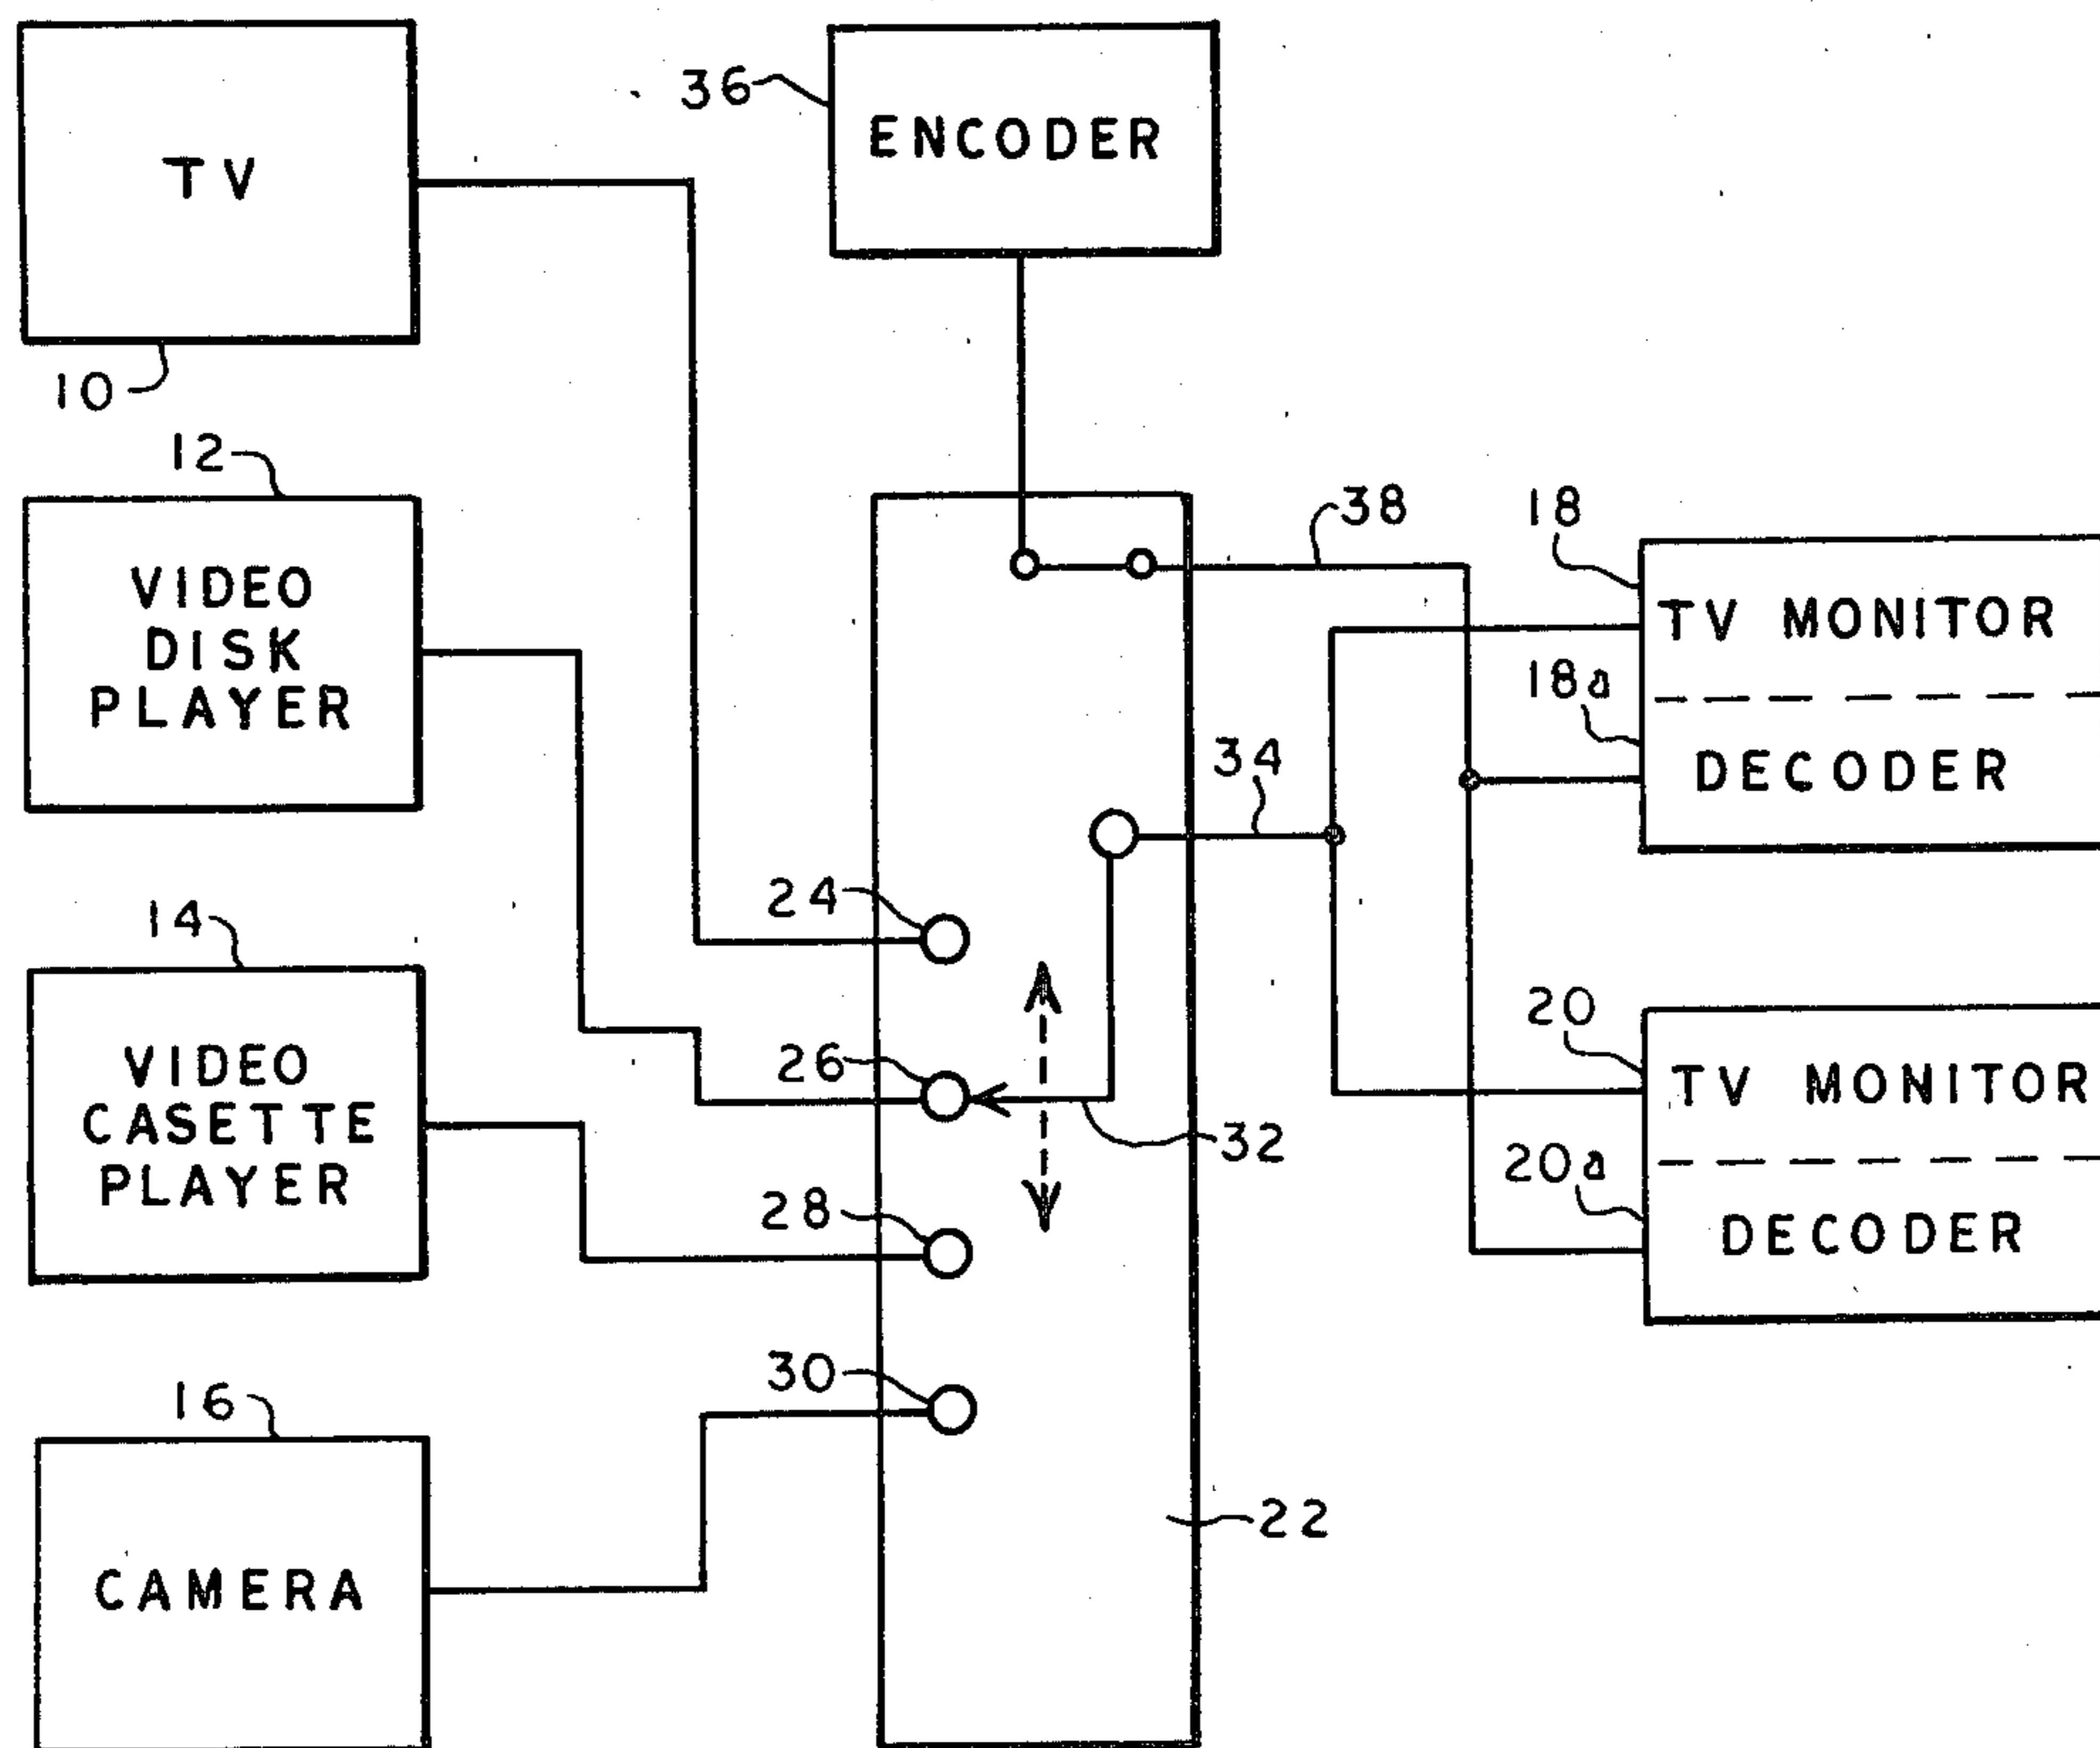 TV
10
36
ENCODER
12
VIDEO
DISK
PLAYER
38
18
TV MONITOR
18a
DECODER
34
24
14
VIDEO
CASETTE
PLAYER
26
32
20
TV MONITOR
20a
DECODER
28
30
16
CAMERA
22